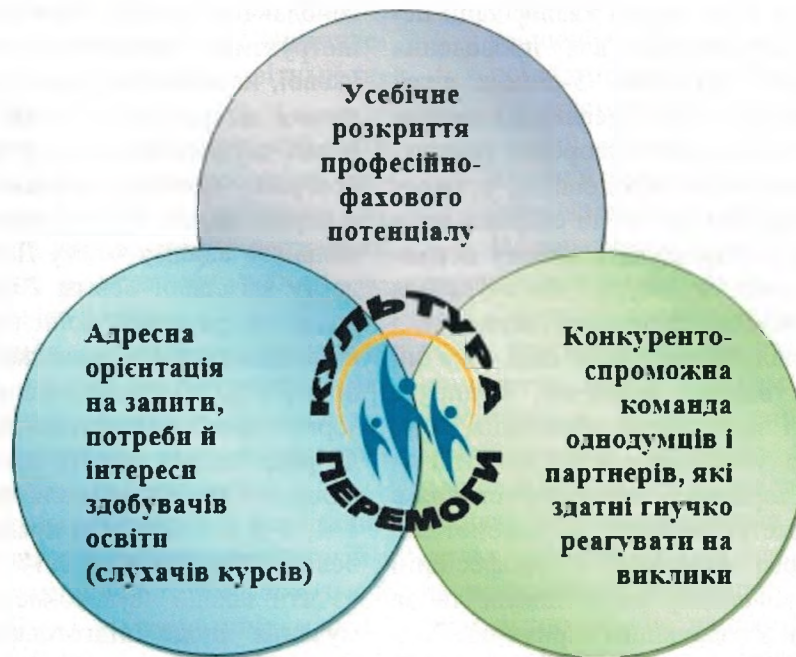 Усебічне
розкриття
професійно-
фахового
потенціалу
КУЛЬТУРА
ПЕРЕМОГИ
Адресна
орієнтація
на запити,
потреби й
інтереси
здобувачів
освіти
(слухачів курсів)
Конкуренто-
спроможна
команда
однодумців і
партнерів, які
здатні гнучко
реагувати на
виклики